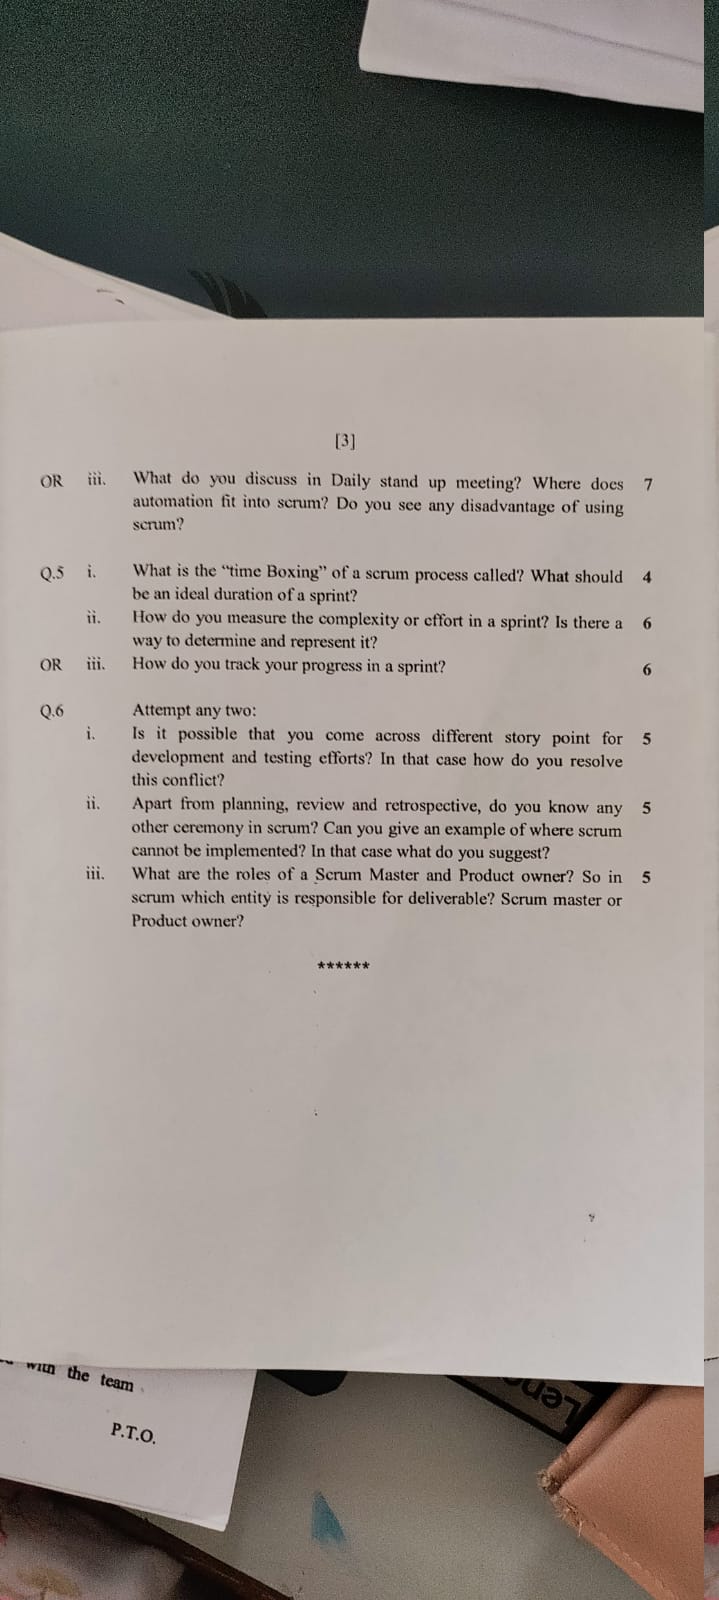 [3]
OR iii. What do you discuss in Daily stand up meeting? Where does 7
automation fit into scrum? Do you see any disadvantage of using
scrum?
Q.5 i. What is the “time Boxing” of a scrum process called? What should 4
be an ideal duration of a sprint?
ii. How do you measure the complexity or effort in a sprint? Is there a 6
way to determine and represent it?
OR iii. How do you track your progress in a sprint? 6
Q.6 Attempt any two:
i. Is it possible that you come across different story point for 5
development and testing efforts? In that case how do you resolve
this conflict?
ii. Apart from planning, review and retrospective, do you know any 5
other ceremony in scrum? Can you give an example of where scrum
cannot be implemented? In that case what do you suggest?
iii. What are the roles of a Scrum Master and Product owner? So in 5
scrum which entity is responsible for deliverable? Scrum master or
Product owner?
******
with the team
P.T.O.